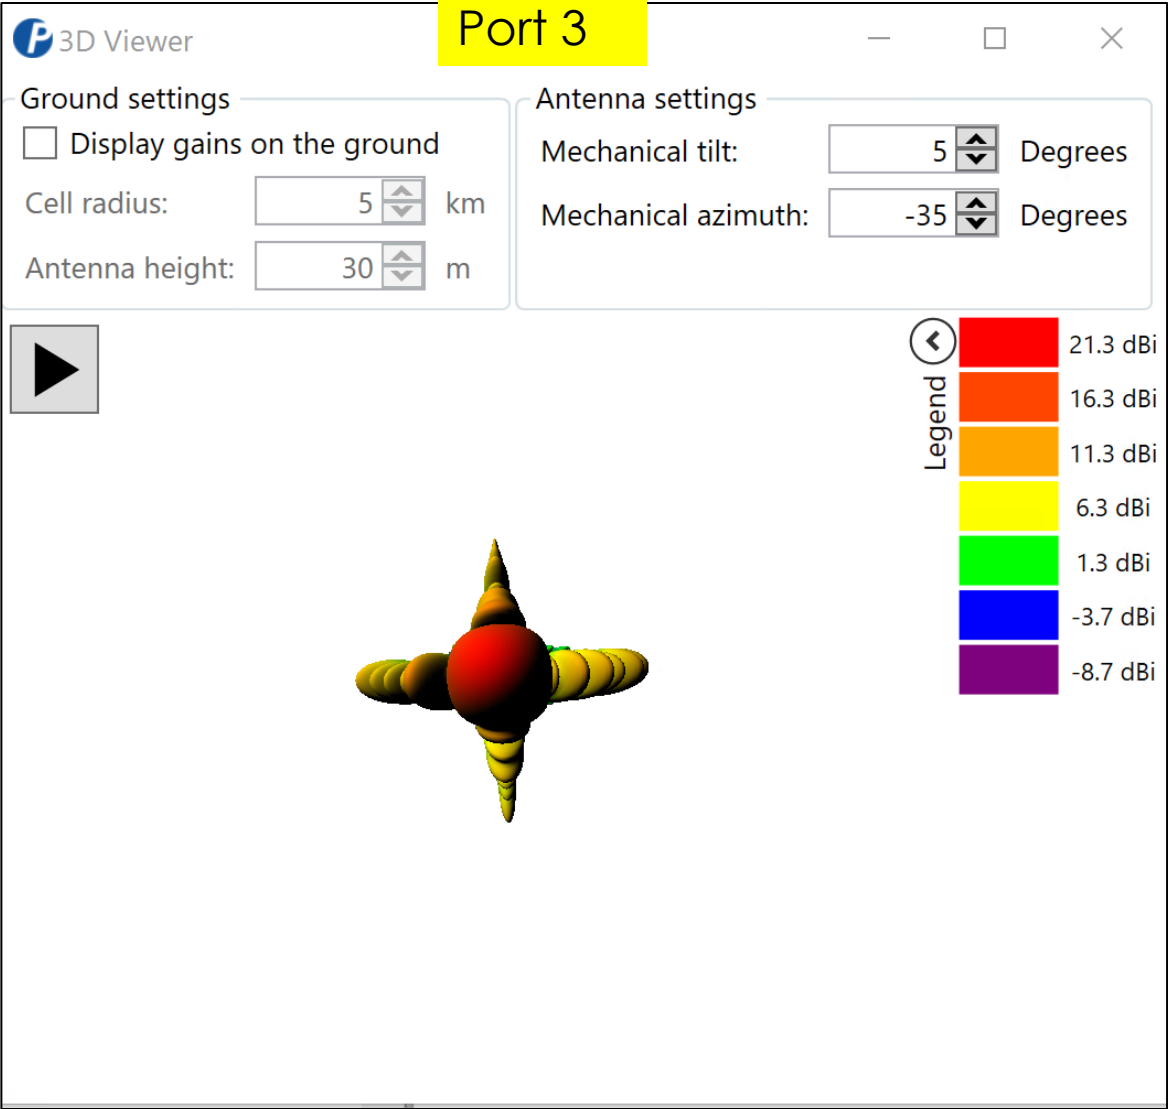 Port 3
3D Viewer
Ground settings
Display gains on the ground
Cell radius: 5 km
Antenna height: 30 m
Antenna settings
Mechanical tilt: 5 Degrees
Mechanical azimuth: -35 Degrees
Legend
21.3 dBi
16.3 dBi
11.3 dBi
6.3 dBi
1.3 dBi
-3.7 dBi
-8.7 dBi